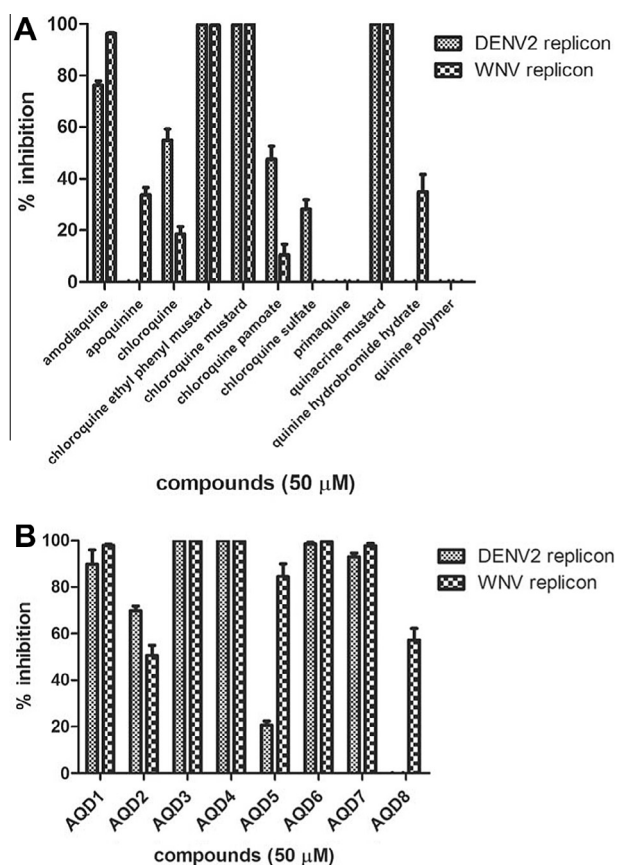 A
% inhibition
100
80
60
40
20
0
DENV2 replicon
WNV replicon
amodiaquine
apoquinine
chloroquine
chloroquine ethyl phenyl mustard
chloroquine mustard
chloroquine pamoate
chloroquine sulfate
primaquine
quinacrine mustard
quinine hydrobromide hydrate
quinine polymer
compounds (50 μM)
B
% inhibition
100
80
60
40
20
0
DENV2 replicon
WNV replicon
AQD1
AQD2
AQD3
AQD4
AQD5
AQD6
AQD7
AQD8
compounds (50 μM)